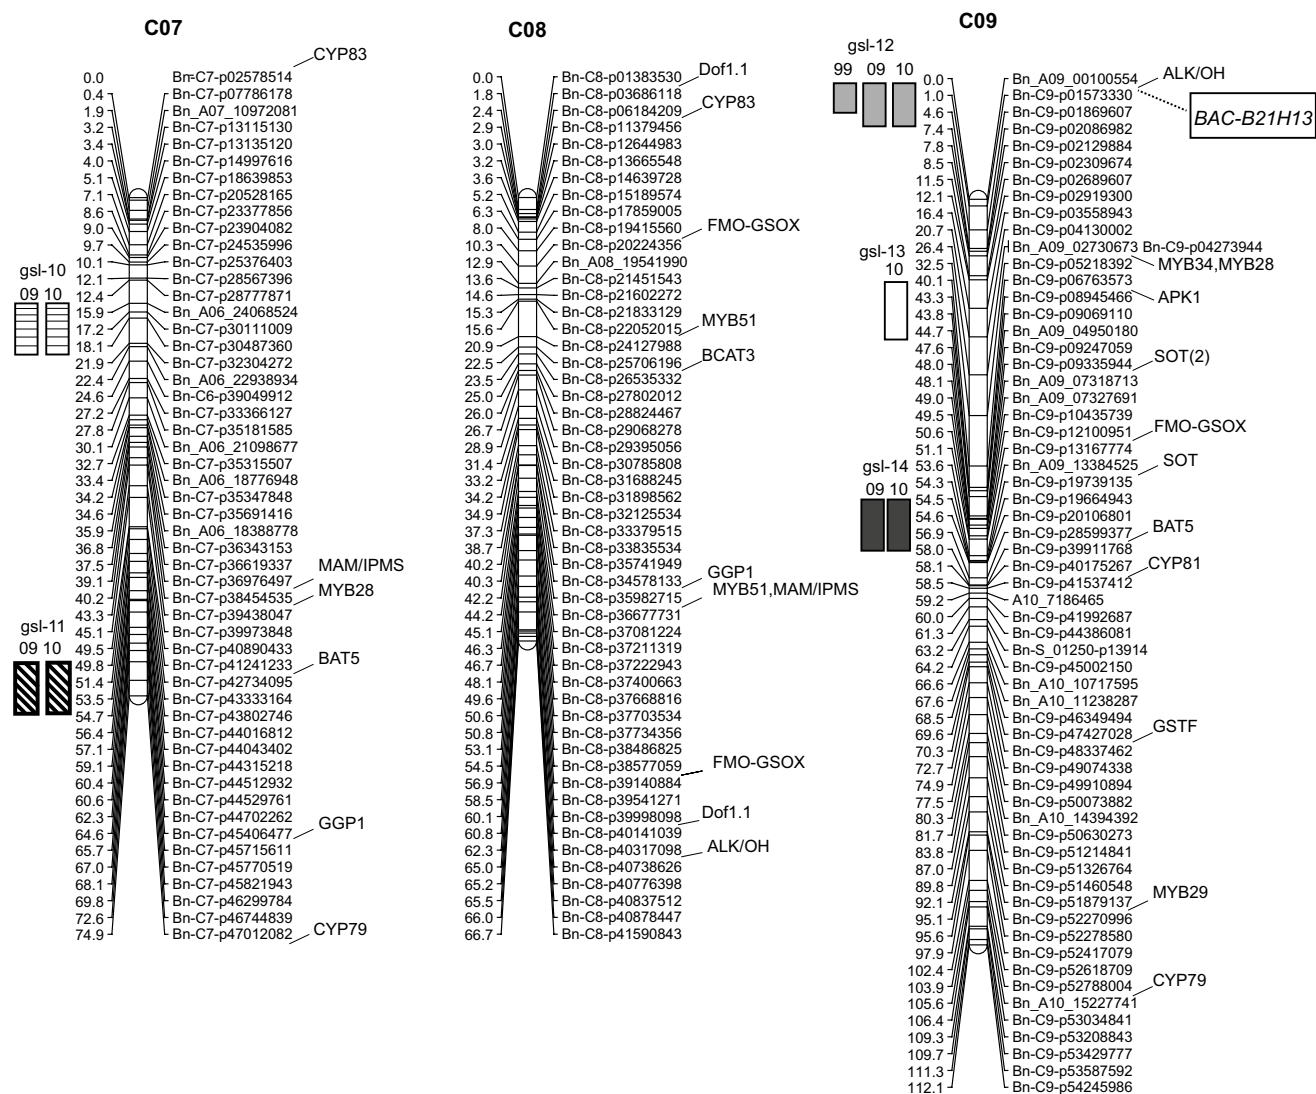 C07
CYP83
0.0 Bn-C7-p02578514
0.4 Bn-C7-p07786178
1.9 Bn_A07_10972081
3.2 Bn-C7-p13115130
3.4 Bn-C7-p13135120
4.0 Bn-C7-p14997616
5.1 Bn-C7-p18639853
7.1 Bn-C7-p20528165
8.6 Bn-C7-p23377856
9.0 Bn-C7-p23904082
9.7 Bn-C7-p24535996
10.1 Bn-C7-p25376403
gsl-10
12.1 Bn-C7-p28567396
09 10
12.4 Bn-C7-p28777871
15.9 Bn_A06_24068524
17.2 Bn-C7-p30111009
18.1 Bn-C7-p30487360
21.9 Bn-C7-p32304272
22.4 Bn_A06_22938934
24.6 Bn-C6-p39049912
27.2 Bn-C7-p33366127
27.8 Bn-C7-p35181585
30.1 Bn_A06_21098677
32.7 Bn-C7-p35315507
33.4 Bn_A06_18776948
34.2 Bn-C7-p35347848
34.6 Bn-C7-p35691416
35.9 Bn_A06_18388778
36.8 Bn-C7-p36343153
37.5 Bn-C7-p36619337 MAM/IPMS
39.1 Bn-C7-p36976497
40.2 Bn-C7-p38454535 MYB28
43.3 Bn-C7-p39438047
gsl-11
45.1 Bn-C7-p39973848
09 10
49.5 Bn-C7-p40890433
49.8 Bn-C7-p41241233 BAT5
51.4 Bn-C7-p42734095
53.5 Bn-C7-p43333164
54.7 Bn-C7-p43802746
56.4 Bn-C7-p44016812
57.1 Bn-C7-p44043402
59.1 Bn-C7-p44315218
60.4 Bn-C7-p44512932
60.6 Bn-C7-p44529761
62.3 Bn-C7-p44702262
64.6 Bn-C7-p45406477 GGP1
65.7 Bn-C7-p45715611
67.0 Bn-C7-p45770519
68.1 Bn-C7-p45821943
69.8 Bn-C7-p46299784
72.6 Bn-C7-p46744839
74.9 Bn-C7-p47012082 CYP79
C08
0.0 Bn-C8-p01383530 Dof1.1
1.8 Bn-C8-p03686118
2.4 Bn-C8-p06184209 CYP83
2.9 Bn-C8-p11379456
3.0 Bn-C8-p12644983
3.2 Bn-C8-p13665548
3.6 Bn-C8-p14639728
5.2 Bn-C8-p15189574
6.3 Bn-C8-p17859005
8.0 Bn-C8-p19415560 FMO-GSOX
10.3 Bn-C8-p20224356
12.9 Bn_A08_19541990
13.6 Bn-C8-p21451543
14.6 Bn-C8-p21602272
15.3 Bn-C8-p21833129
15.6 Bn-C8-p22052015 MYB51
20.9 Bn-C8-p24127988
22.5 Bn-C8-p25706196 BCAT3
23.5 Bn-C8-p26535332
25.0 Bn-C8-p27802012
26.0 Bn-C8-p28824467
26.7 Bn-C8-p29068278
28.9 Bn-C8-p29395056
31.4 Bn-C8-p30785808
33.2 Bn-C8-p31688245
34.2 Bn-C8-p31898562
34.9 Bn-C8-p32125534
37.3 Bn-C8-p33379515
38.7 Bn-C8-p33835534
40.2 Bn-C8-p35741949
40.3 Bn-C8-p34578133 GGP1
42.2 Bn-C8-p35982715 MYB51,MAM/IPMS
44.2 Bn-C8-p36677731
45.1 Bn-C8-p37081224
46.3 Bn-C8-p37211319
46.7 Bn-C8-p37222943
48.1 Bn-C8-p37400663
49.6 Bn-C8-p37668816
50.6 Bn-C8-p37703534
50.8 Bn-C8-p37734356
53.1 Bn-C8-p38486825
54.5 Bn-C8-p38577059 FMO-GSOX
56.9 Bn-C8-p39140884
58.5 Bn-C8-p39541271
60.1 Bn-C8-p39998098 Dof1.1
60.8 Bn-C8-p40141039
62.3 Bn-C8-p40317098 ALK/OH
65.0 Bn-C8-p40738626
65.2 Bn-C8-p40776398
65.5 Bn-C8-p40837512
66.0 Bn-C8-p40878447
66.7 Bn-C8-p41590843
C09
gsl-12
99 09 10
0.0 Bn_A09_00100554 ALK/OH
1.0 Bn-C9-p01573330
4.6 Bn-C9-p01869607 BAC-B21H13
7.4 Bn-C9-p02086982
7.8 Bn-C9-p02129884
8.5 Bn-C9-p02309674
11.5 Bn-C9-p02689607
12.1 Bn-C9-p02919300
16.4 Bn-C9-p03558943
20.7 Bn-C9-p04130002
26.4 Bn_A09_02730673 Bn-C9-p04273944
gsl-13
32.5 Bn-C9-p05218392 MYB34,MYB28
10
40.1 Bn-C9-p06763573
43.3 Bn-C9-p08945466 APK1
43.8 Bn-C9-p09069110
44.7 Bn_A09_04950180
47.6 Bn-C9-p09247059
48.0 Bn-C9-p09335944 SOT(2)
48.1 Bn_A09_07318713
49.0 Bn_A09_07327691
49.5 Bn-C9-p10435739
50.6 Bn-C9-p12100951 FMO-GSOX
51.1 Bn-C9-p13167774
53.6 Bn_A09_13384525 SOT
gsl-14
54.3 Bn-C9-p19739135
09 10
54.5 Bn-C9-p19664943
54.6 Bn-C9-p20106801
56.9 Bn-C9-p28599377 BAT5
58.0 Bn-C9-p39911768
58.1 Bn-C9-p40175267 CYP81
58.5 Bn-C9-p41537412
59.2 A10_7186465
60.0 Bn-C9-p41992687
61.3 Bn-C9-p44386081
63.2 Bn-S_01250-p13914
64.2 Bn-C9-p45002150
66.6 Bn_A10_10717595
67.6 Bn_A10_11238287
68.5 Bn-C9-p46349494
69.6 Bn-C9-p47427028 GSTF
70.3 Bn-C9-p48337462
72.7 Bn-C9-p49074338
74.9 Bn-C9-p49910894
77.5 Bn-C9-p50073882
80.3 Bn_A10_14394392
81.7 Bn-C9-p50630273
83.8 Bn-C9-p51214841
87.0 Bn-C9-p51326764
89.8 Bn-C9-p51460548
92.1 Bn-C9-p51879137 MYB29
95.1 Bn-C9-p52270996
95.6 Bn-C9-p52278580
97.9 Bn-C9-p52417079
102.4 Bn-C9-p52618709
103.9 Bn-C9-p52788004 CYP79
105.6 Bn_A10_15227741
106.4 Bn-C9-p53034841
109.3 Bn-C9-p53208843
109.7 Bn-C9-p53429777
111.3 Bn-C9-p53587592
112.1 Bn-C9-p54245986